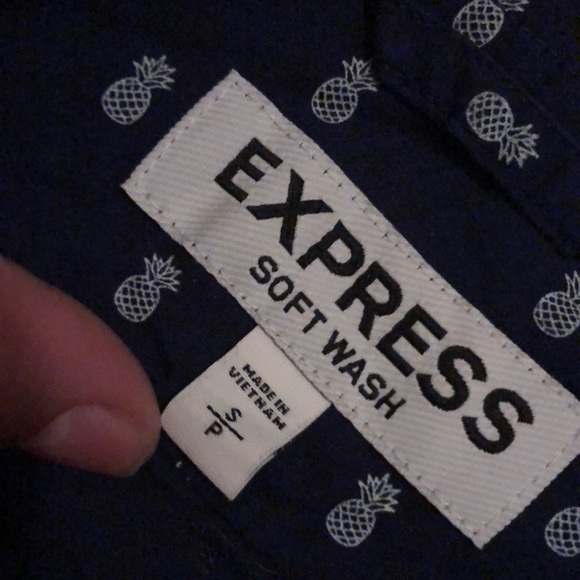 EXPRESS
SOFT WASH
MADE IN
VIETNAM
S/P